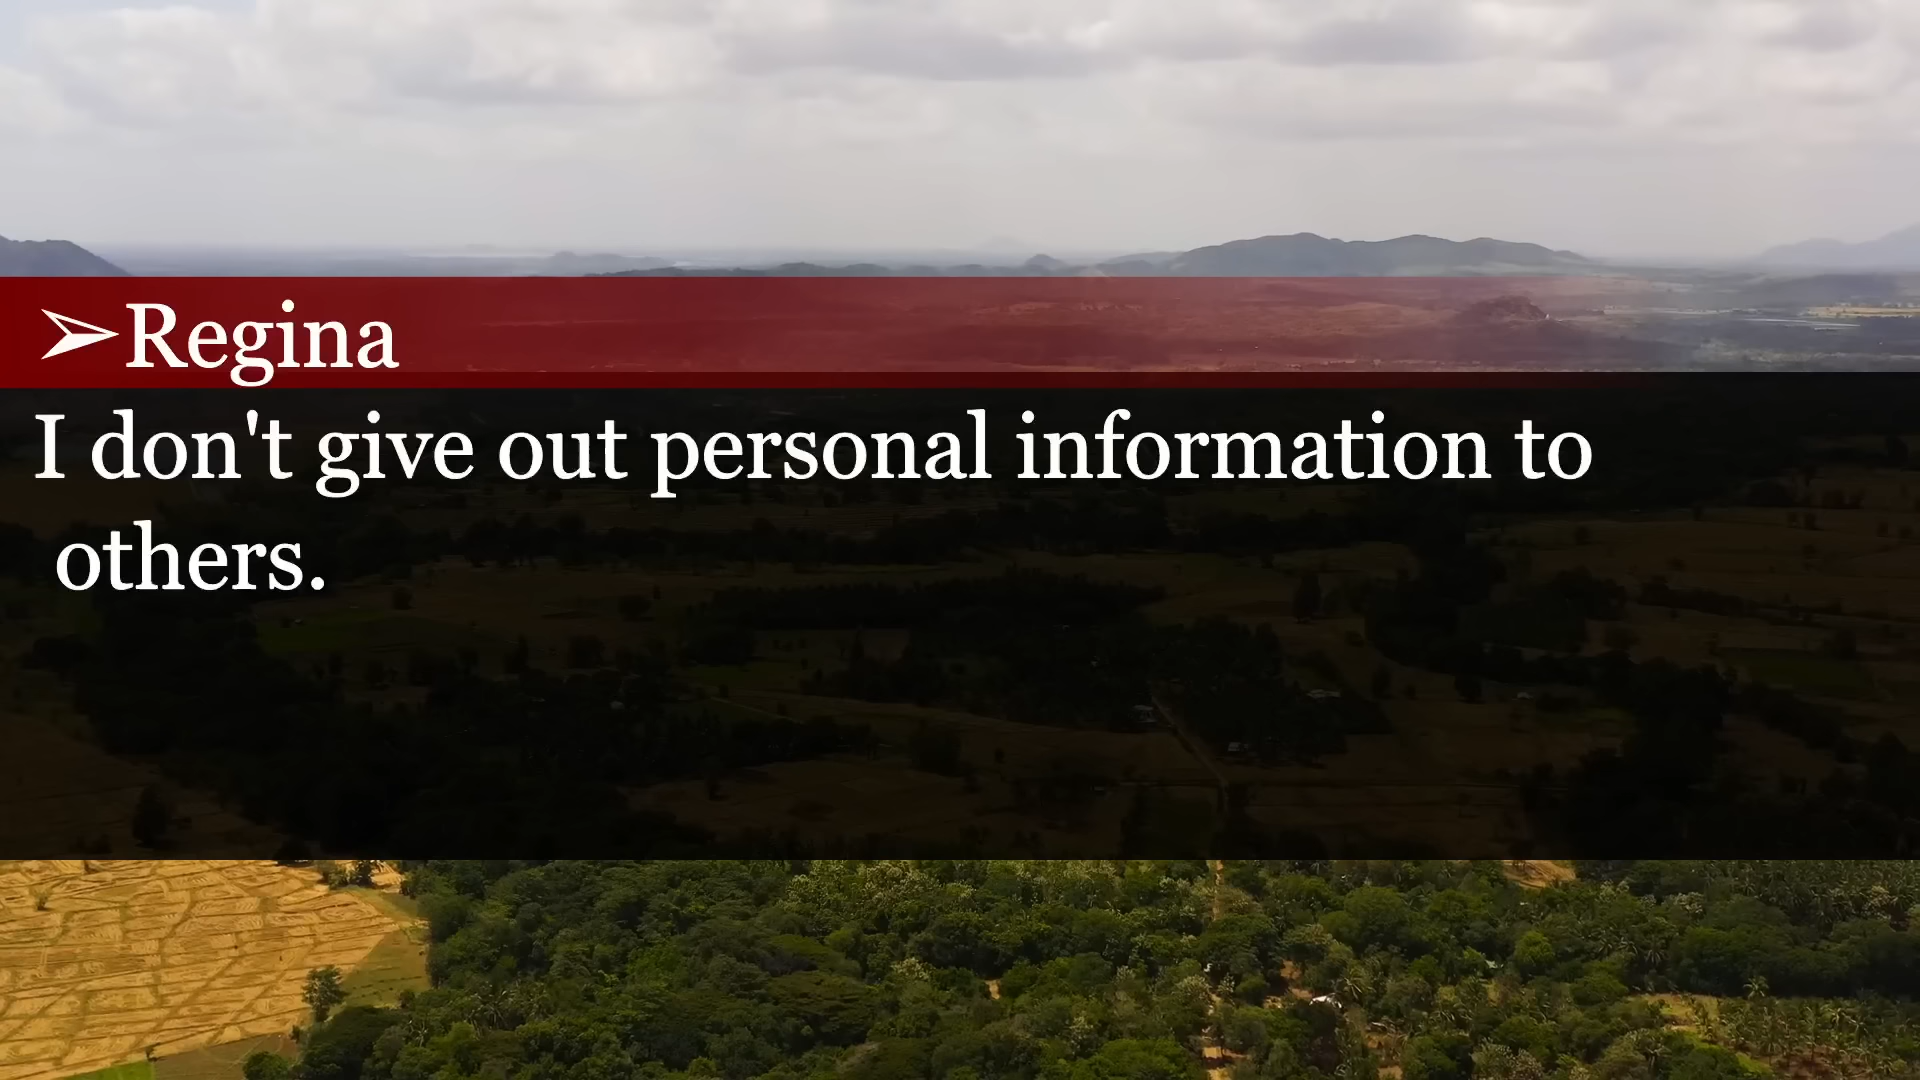 ➢Regina
I don't give out personal information to
others.